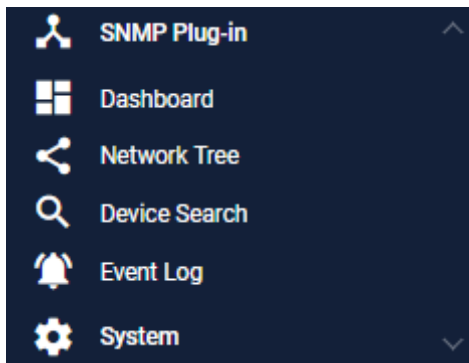 SNMP Plug-in
Dashboard
Network Tree
Device Search
Event Log
System